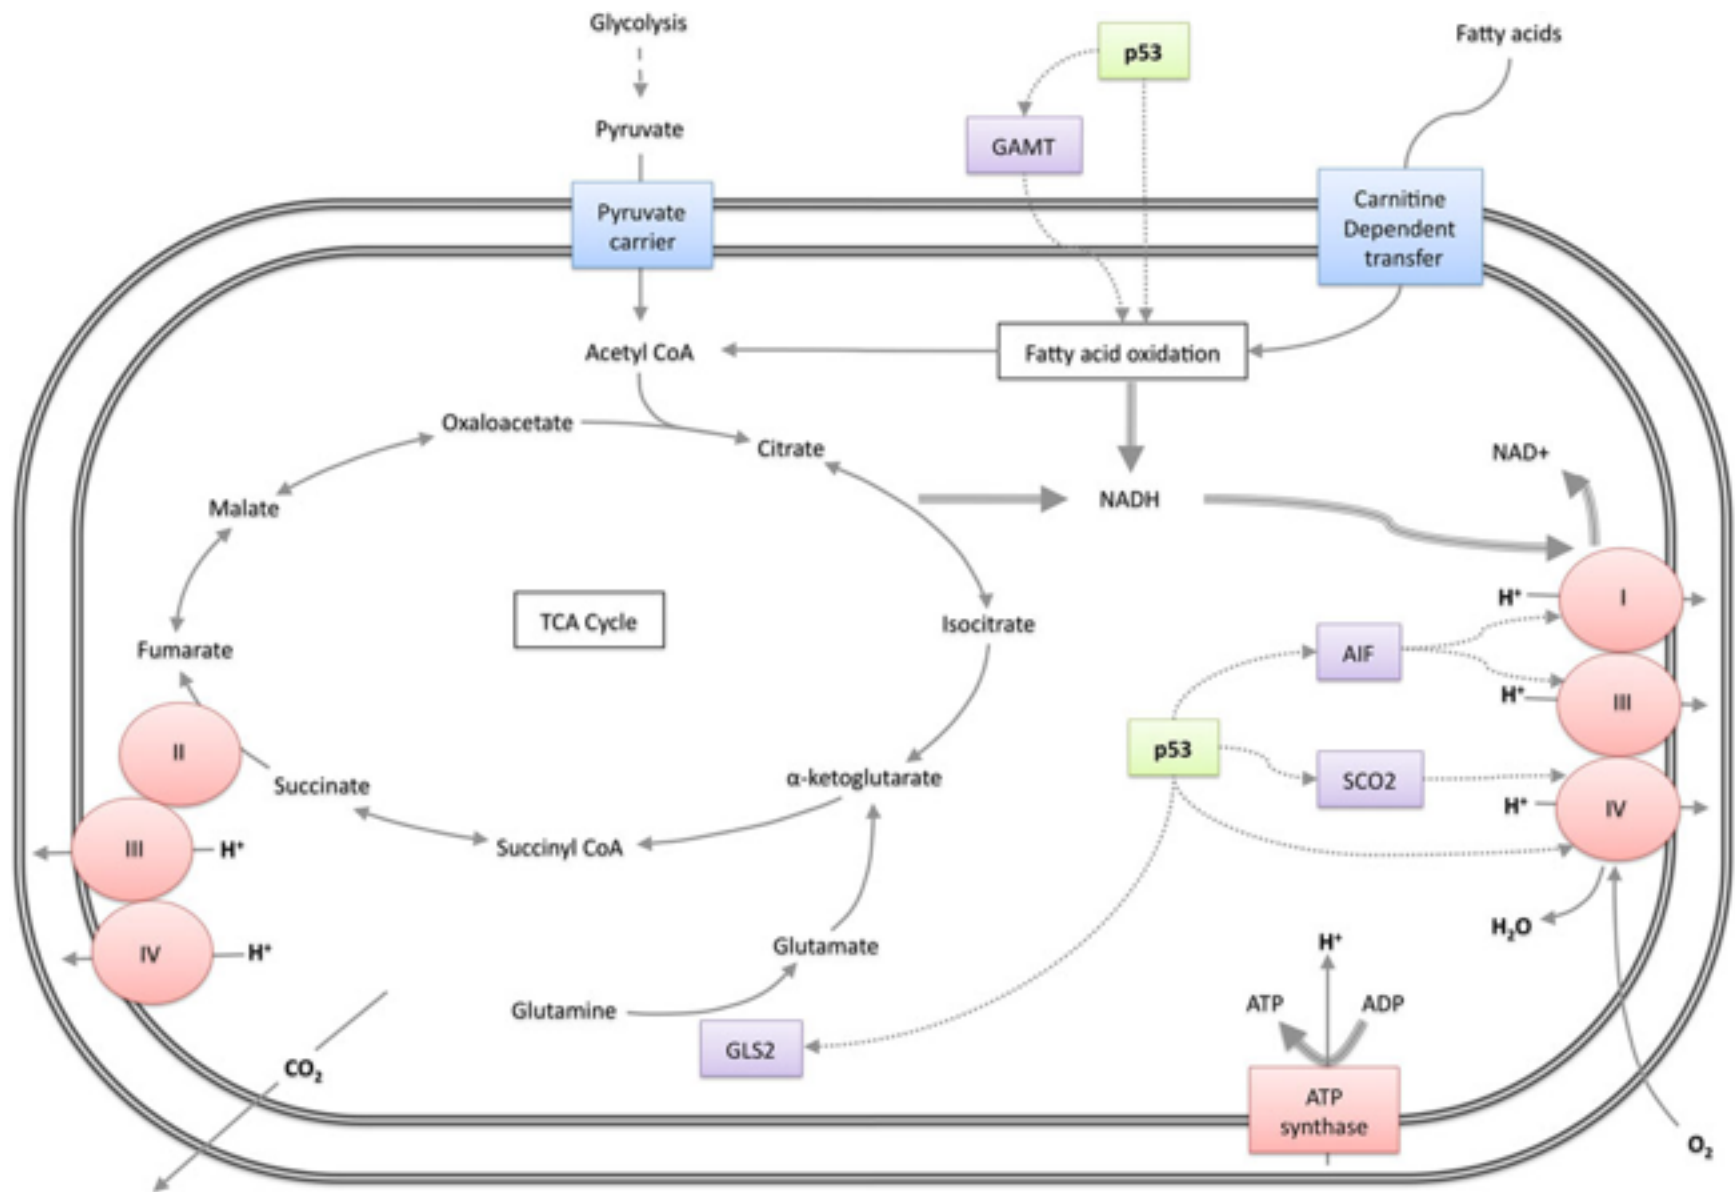 Glycolysis
p53
Fatty acids
Pyruvate
GAMT
Pyruvate
carrier
Carnitine
Dependent
transfer
Acetyl CoA
Fatty acid oxidation
Oxaloacetate
Citrate
NAD+
Malate
NADH
H⁺
I
TCA Cycle
Isocitrate
Fumarate
AIF
H⁺
III
II
p53
Succinate
α-ketoglutarate
SCO2
H⁺
IV
III
H⁺
Succinyl CoA
IV
H⁺
Glutamate
H₂O
H⁺
Glutamine
ATP
ADP
GLS2
CO₂
ATP
synthase
O₂